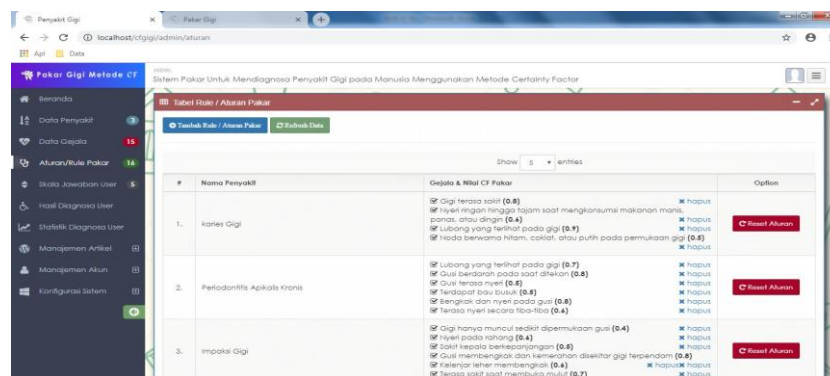 Penyakit Gigi
Pakar Gigi
localhost/cfgigi/admin/aturan
Apl Data
Pakar Gigi Metode CF
Sistem Pakar Untuk Mendiagnosa Penyakit Gigi pada Manusia Menggunakan Metode Certainty Factor
Beranda
Data Penyakit 3
Data Gejala 15
Aturan/Rule Pakar 16
Skala Jawaban User 5
Hasil Diagnosa User
Statistik Diagnosa User
Manajemen Artikel
Manajemen Akun
Konfigurasi Sistem
Tabel Rule / Aturan Pakar
Tambah Rule / Aturan Pakar Refresh Data
Show 5 entries
# Nama Penyakit Gejala & Nilai CF Pakar Option
1. karies Gigi
Gigi terasa sakit (0.8) hapus
Nyeri ringan hingga tajam saat mengkonsumsi makanan manis,
panas, atau dingin (0.6) hapus
Lubang yang terlihat pada gigi (0.9) hapus
Noda berwarna hitam, coklat, atau putih pada permukaan gigi (0.5)
hapus
Reset Aturan
2. Periodontitis Apikalis Kronis
Lubang yang terlihat pada gigi (0.7) hapus
Gusi berdarah pada saat ditekan (0.8) hapus
Gusi terasa nyeri (0.5) hapus
Terdapat bau busuk (0.5) hapus
Bengkak dan nyeri pada gusi (0.8) hapus
Terasa nyeri secara tiba-tiba (0.6) hapus
Reset Aturan
3. Impaksi Gigi
Gigi hanya muncul sedikit dipermukaan gusi (0.4) hapus
Nyeri pada rahang (0.6) hapus
Sakit kepala berkepanjangan (0.5) hapus
Gusi membengkak dan kemerahan disekitar gigi terpendam (0.8)
Kelenjar leher membengkak (0.6) hapus hapus
Terasa sakit saat membuka mulut (0.7) hapus
Reset Aturan